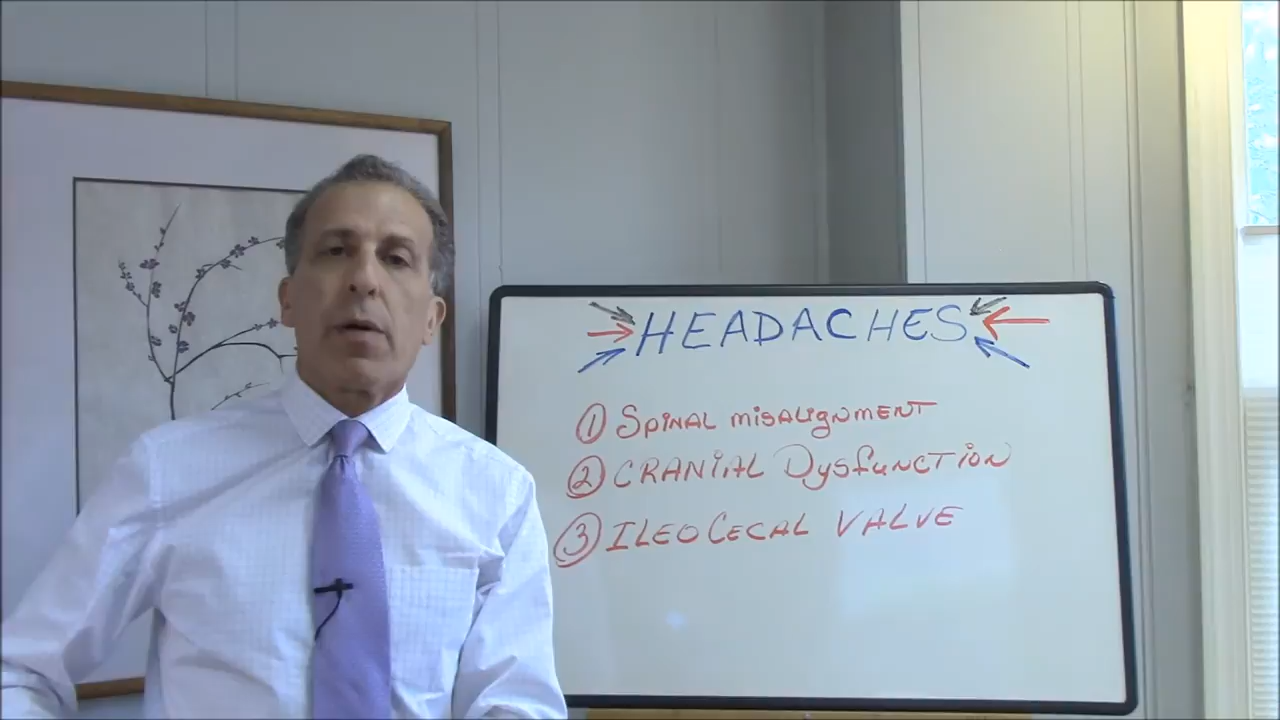 HEADACHES
① Spinal misalignment
② CRANIAL Dysfunction
③ ILEOCECAL VALVE